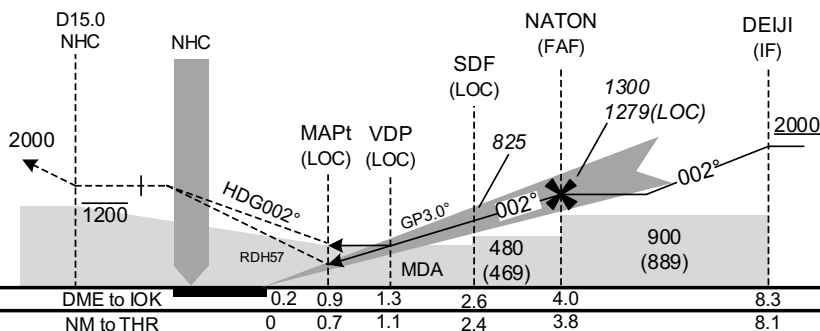 D15.0
NHC
NHC
NATON
(FAF)
DEIJI
(IF)
SDF
(LOC)
MAPt
(LOC)
VDP
(LOC)
1300
1279(LOC)
825
2000
2000
1200
HDG002°
GP3.0°
002°
002°
RDH57
MDA
480
(469)
900
(889)
DME to IOK 0.2 0.9 1.3 2.6 4.0 8.3
NM to THR 0 0.7 1.1 2.4 3.8 8.1